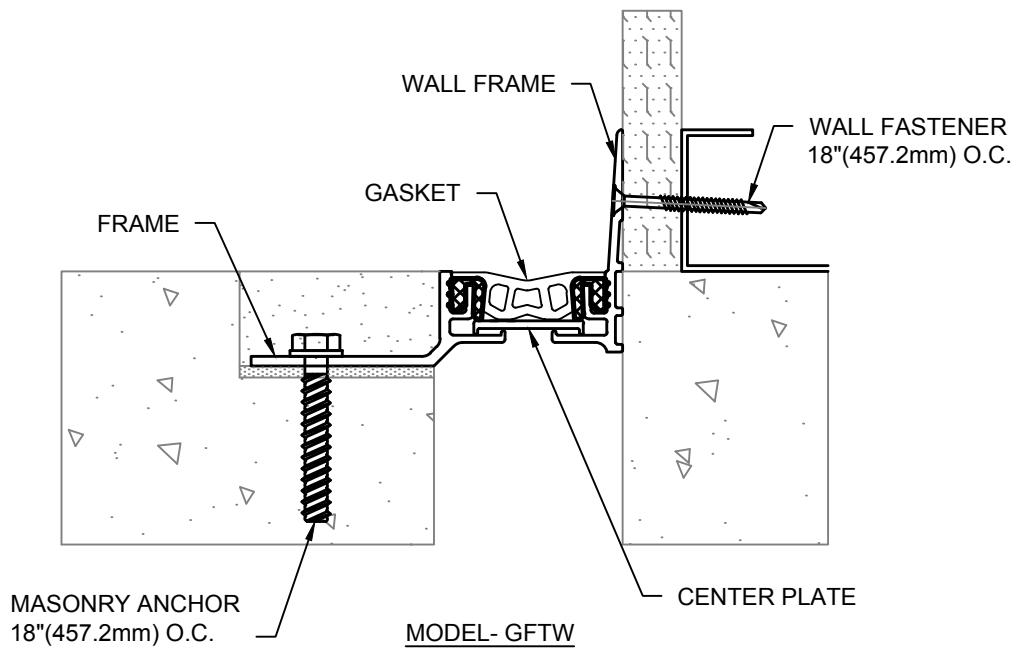 WALL FRAME
WALL FASTENER
18"(457.2mm) O.C.
GASKET
FRAME
CENTER PLATE
MASONRY ANCHOR
18"(457.2mm) O.C.
MODEL- GFTW